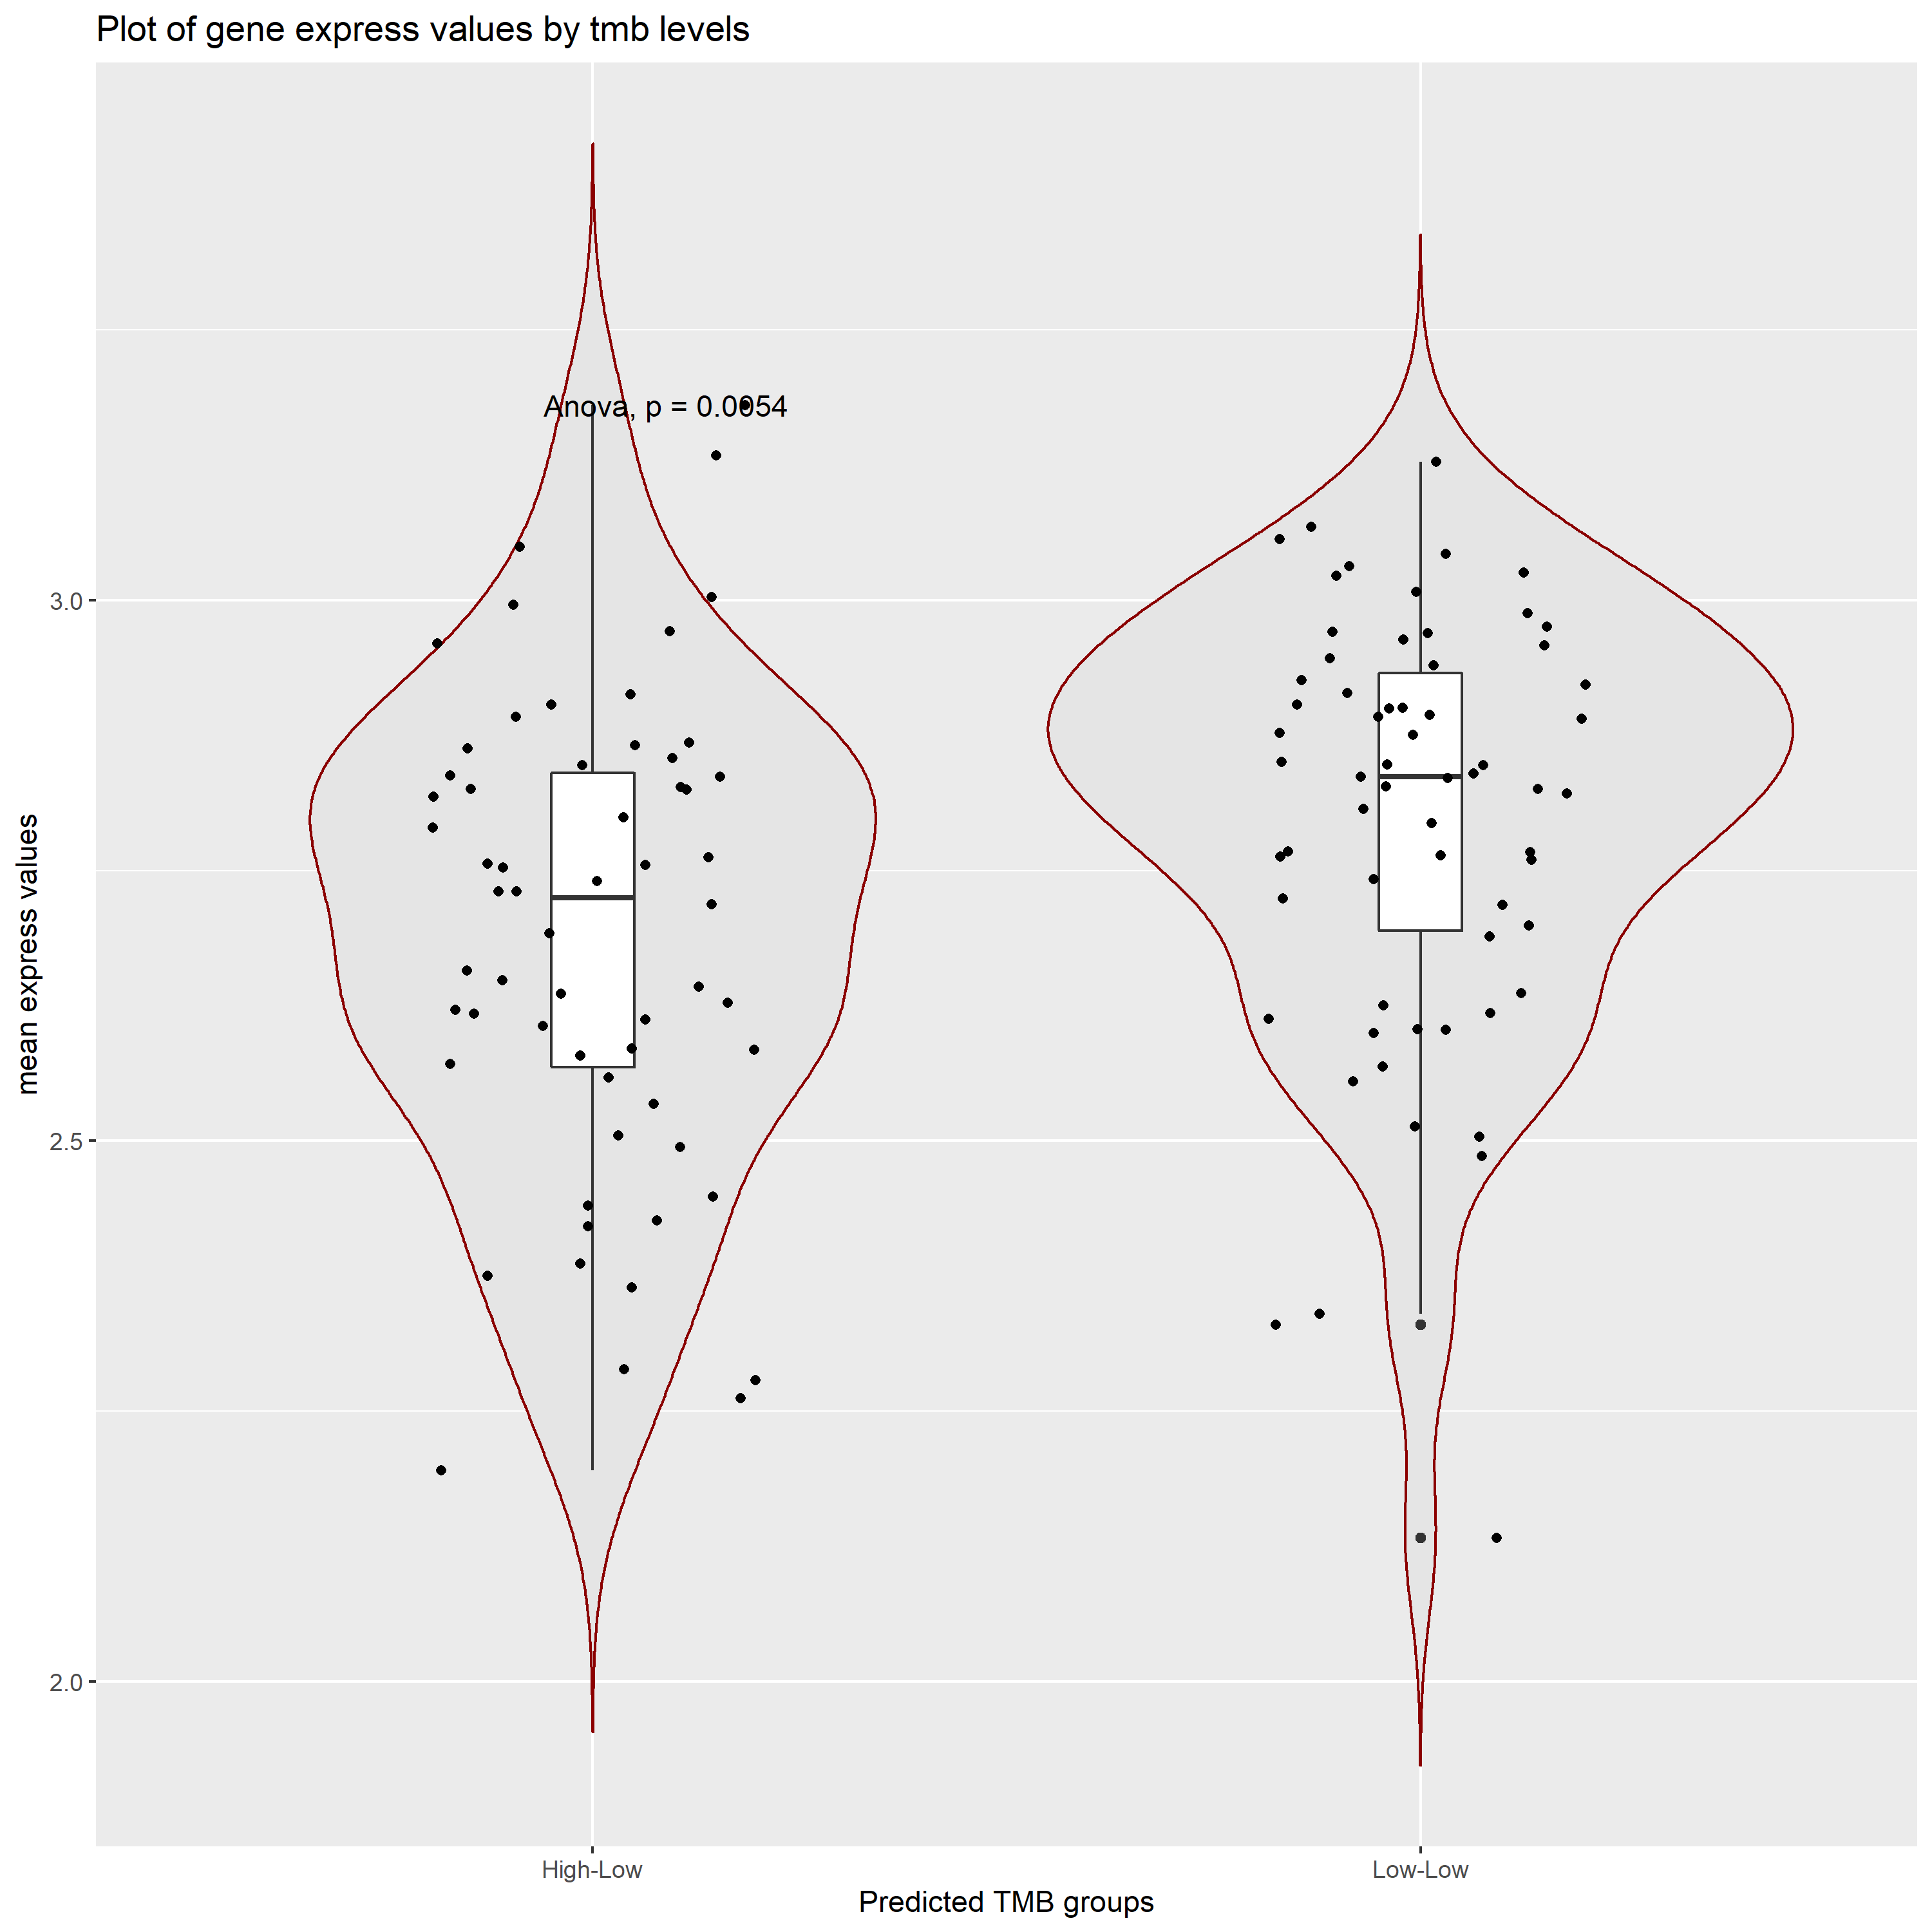 Plot of gene express values by tmb levels
Anova, p = 0.0054
3.0
2.5
2.0
mean express values
High-Low
Low-Low
Predicted TMB groups